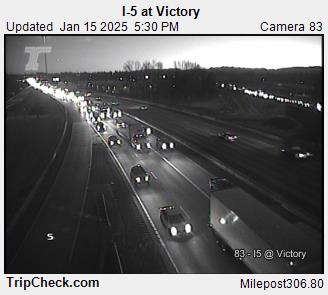 I-5 at Victory
Updated Jan 15 2025 5:30 PM Camera 83
T
S
83 - I5 @ Victory
TripCheck.com Milepost306.80